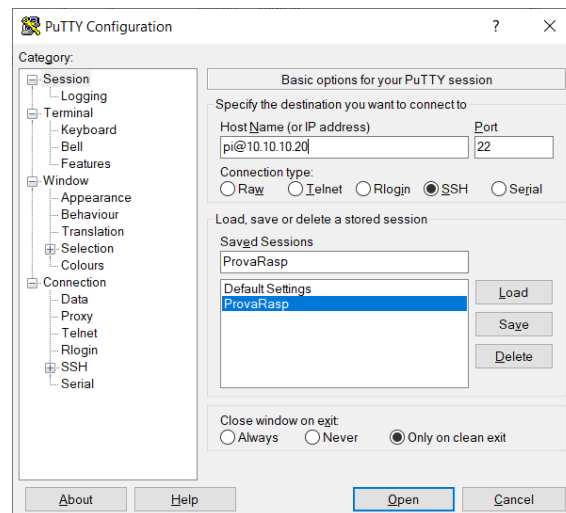 PuTTY Configuration
?
Category:
Session
Logging
Terminal
Keyboard
Bell
Features
Window
Appearance
Behaviour
Translation
Selection
Colours
Connection
Data
Proxy
Telnet
Rlogin
SSH
Serial
Basic options for your PuTTY session
Specify the destination you want to connect to
Host Name (or IP address) Port
pi@10.10.10.20 22
Connection type:
Raw Telnet Rlogin SSH Serial
Load, save or delete a stored session
Saved Sessions
ProvaRasp
Default Settings
ProvaRasp
Load
Save
Delete
Close window on exit:
Always Never Only on clean exit
About Help Open Cancel